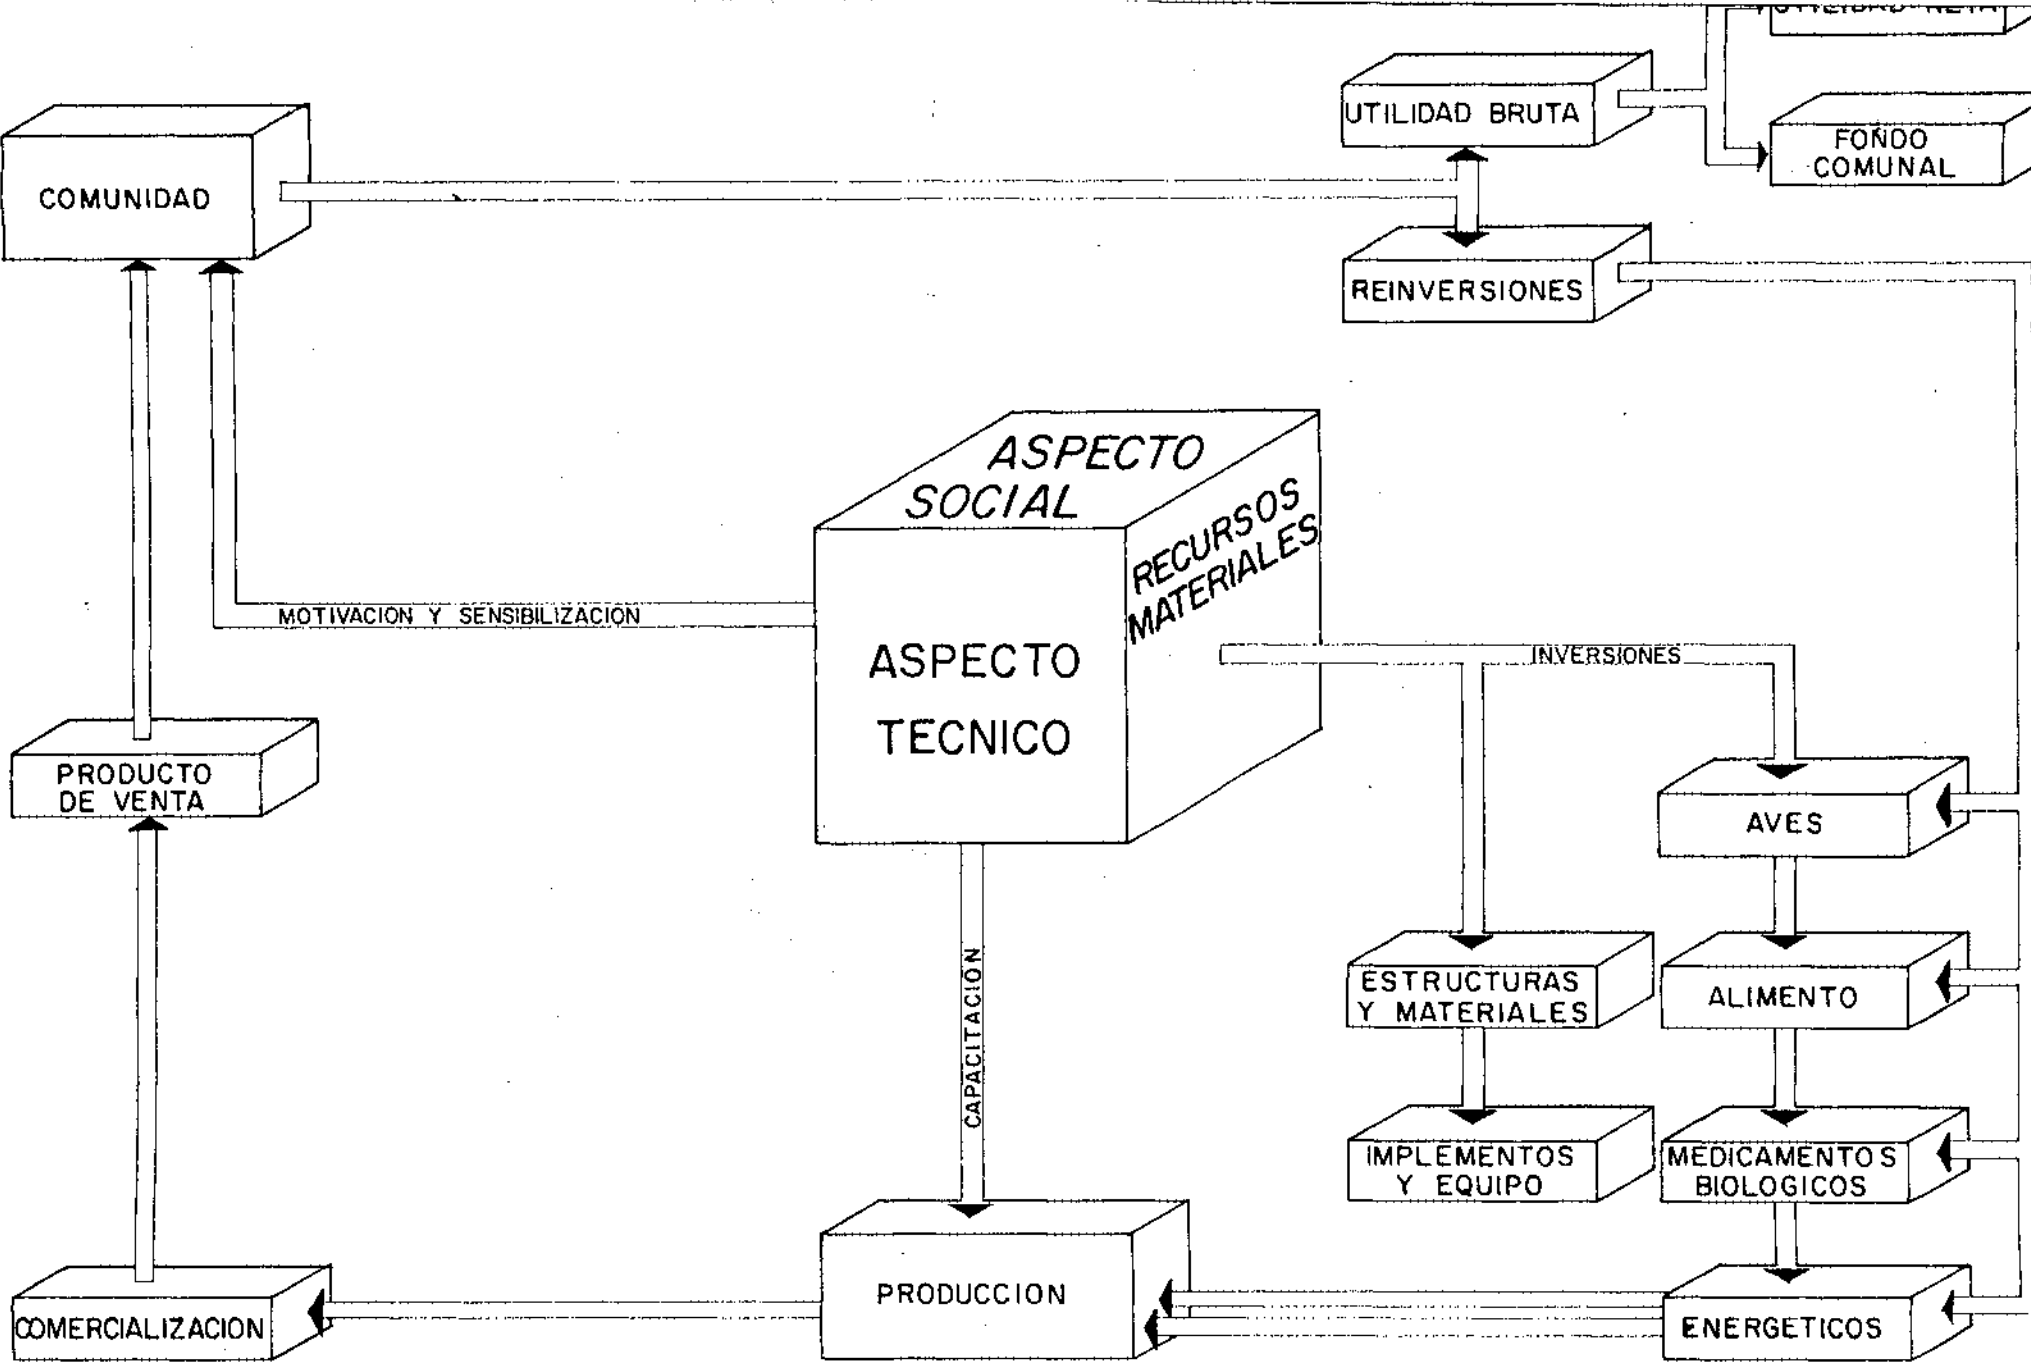 UTILIDAD BRUTA
FONDO
COMUNAL
COMUNIDAD
REINVERSIONES
ASPECTO
SOCIAL
RECURSOS
MATERIALES
MOTIVACION Y SENSIBILIZACION
ASPECTO
TECNICO
INVERSIONES
PRODUCTO
DE VENTA
AVES
ESTRUCTURAS
Y MATERIALES
ALIMENTO
CAPACITACION
IMPLEMENTOS
Y EQUIPO
MEDICAMENTOS
BIOLOGICOS
PRODUCCION
COMERCIALIZACION
ENERGETICOS